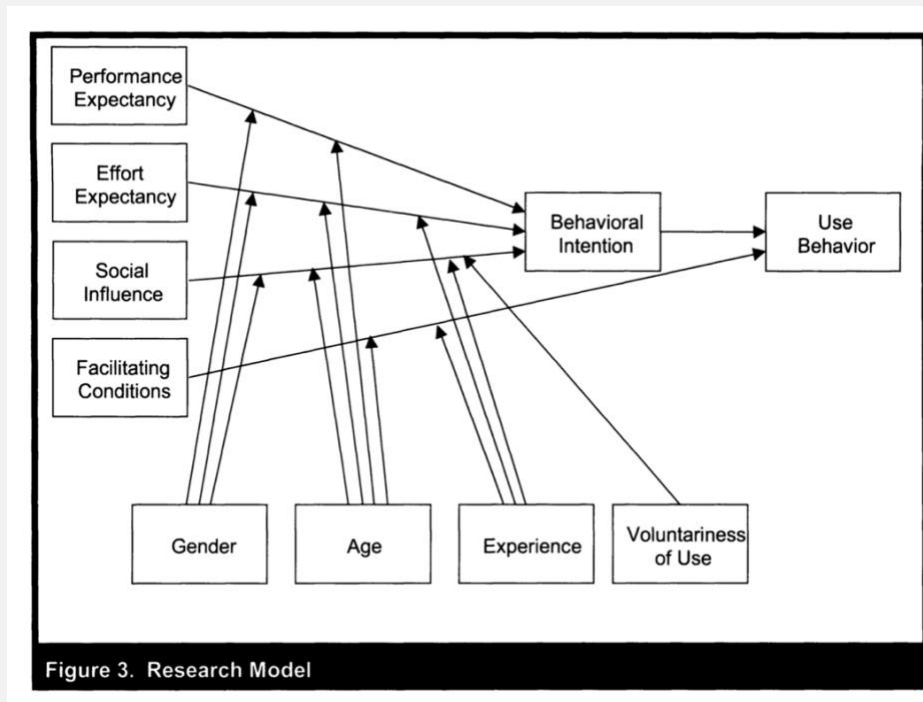 Performance
Expectancy
Effort
Expectancy
Social
Influence
Facilitating
Conditions
Behavioral
Intention
Use
Behavior
Gender
Age
Experience
Voluntariness
of Use
Figure 3. Research Model